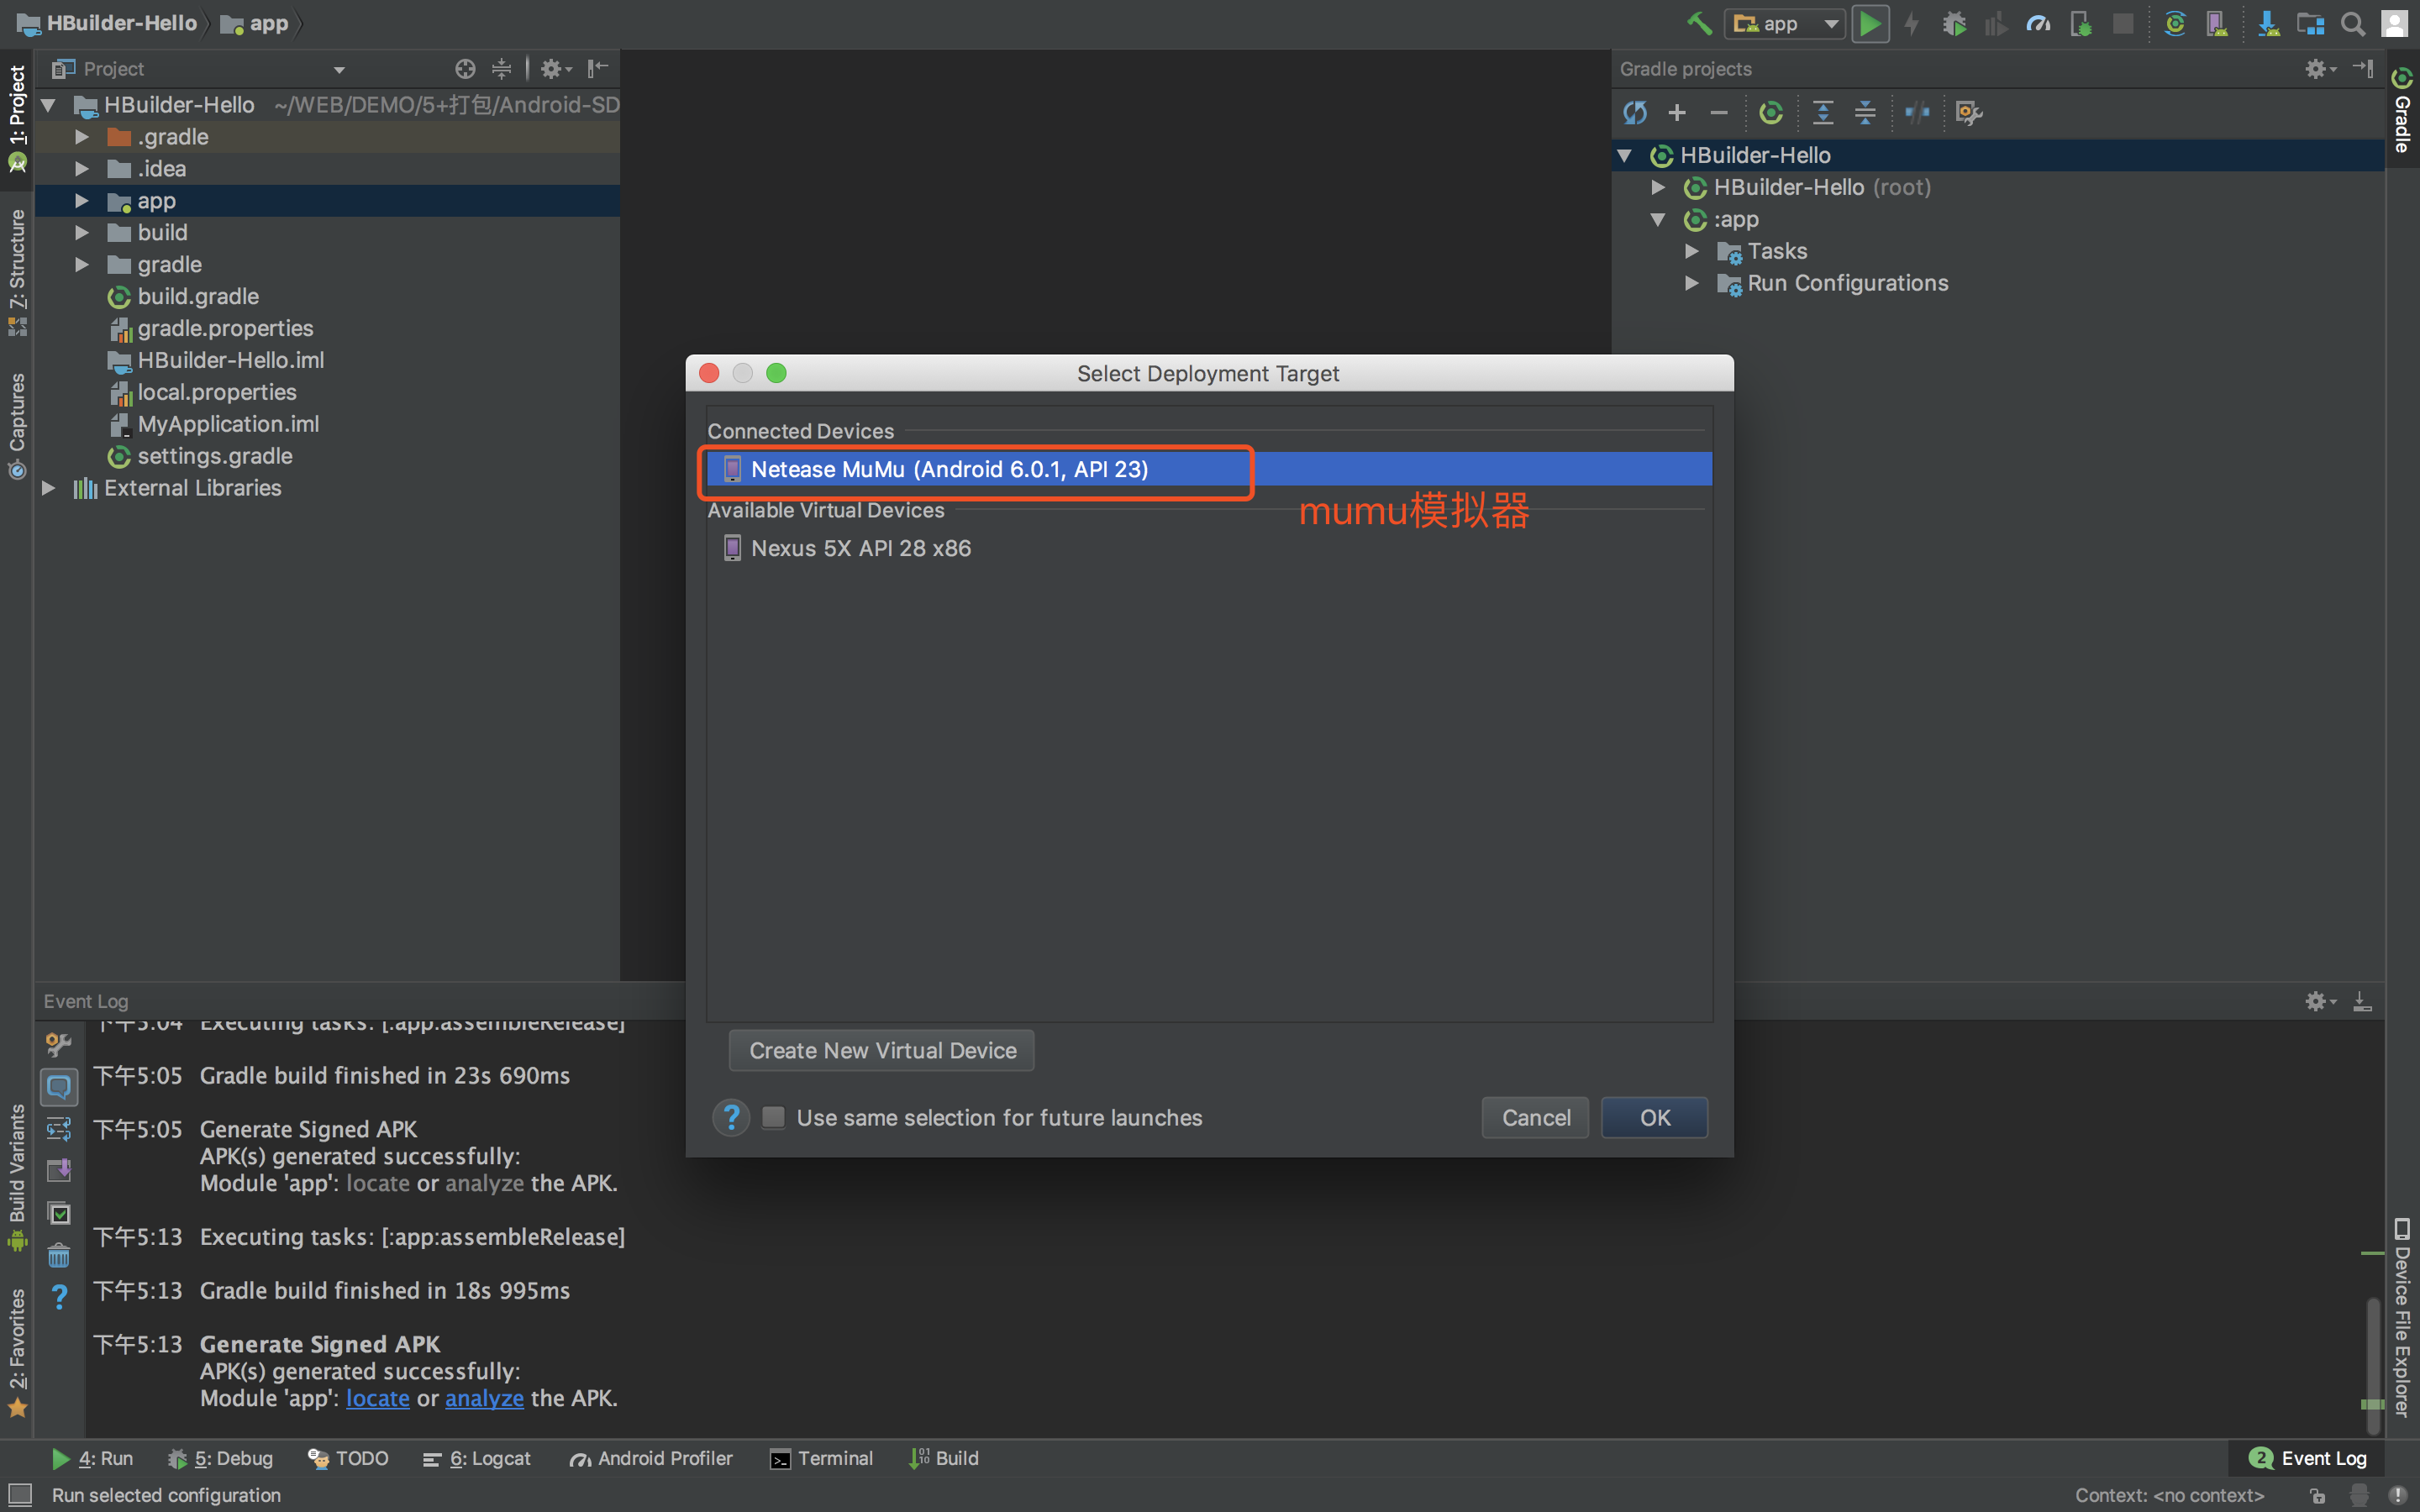 HBuilder-Hello
app
app
Project
HBuilder-Hello ~/WEB/DEMO/5+打包/Android-SD
.gradle
.idea
app
build
gradle
build.gradle
gradle.properties
HBuilder-Hello.iml
local.properties
MyApplication.iml
settings.gradle
External Libraries
1: Project
7: Structure
Captures
Build Variants
2: Favorites
Gradle projects
HBuilder-Hello
HBuilder-Hello (root)
:app
Tasks
Run Configurations
Gradle
Device File Explorer
Select Deployment Target
Connected Devices
Netease MuMu (Android 6.0.1, API 23)
mumu模拟器
Available Virtual Devices
Nexus 5X API 28 x86
Create New Virtual Device
? Use same selection for future launches
Cancel
OK
Event Log
下午5:04 Executing tasks: [:app:assembleRelease]
下午5:05 Gradle build finished in 23s 690ms
下午5:05 Generate Signed APK
APK(s) generated successfully:
Module 'app': locate or analyze the APK.
下午5:13 Executing tasks: [:app:assembleRelease]
下午5:13 Gradle build finished in 18s 995ms
下午5:13 Generate Signed APK
APK(s) generated successfully:
Module 'app': locate or analyze the APK.
4: Run
5: Debug
TODO
6: Logcat
Android Profiler
Terminal
Build
2 Event Log
Run selected configuration
Context: <no context>